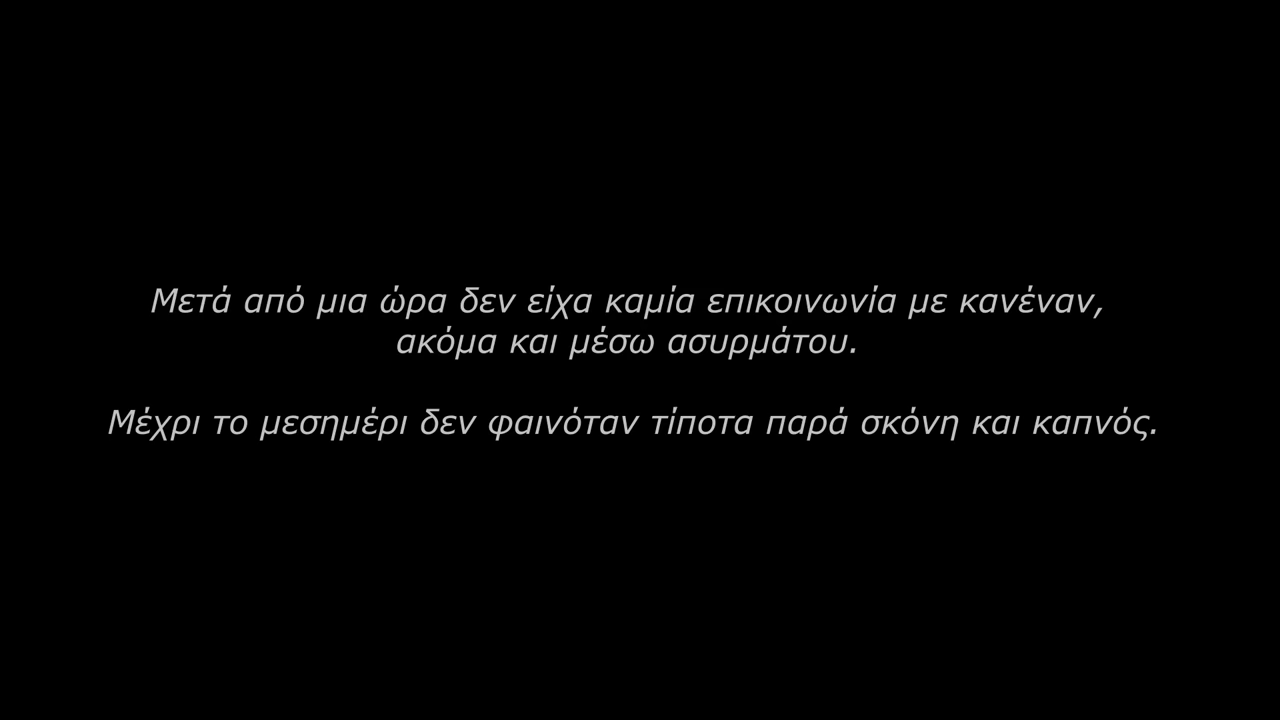 Μετά από μια ώρα δεν είχα καμία επικοινωνία με κανέναν,
ακόμα και μέσω ασυρμάτου.
Μέχρι το μεσημέρι δεν φαινόταν τίποτα παρά σκόνη και καπνός.